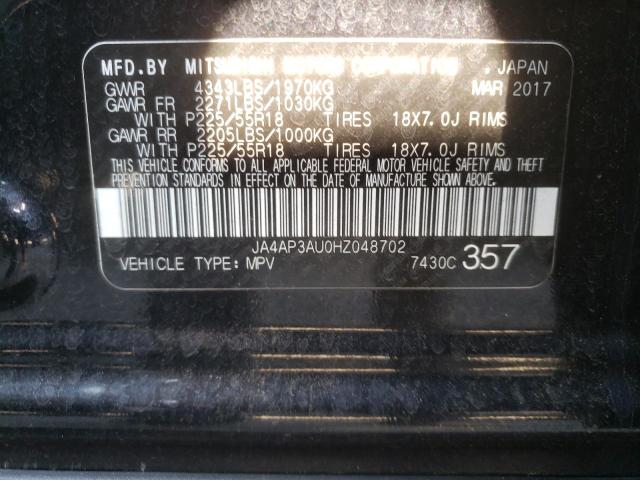 MFD.BY MITSUBISHI MOTORS CORPORATION , JAPAN
GVWR 4343LBS/1970KG MAR 2017
GAWR FR 2271LBS/1030KG
WITH P225/55R18 TIRES 18X7.0J RIMS
GAWR RR 2205LBS/1000KG
WITH P225/55R18 TIRES 18X7.0J RIMS
THIS VEHICLE CONFORMS TO ALL APPLICABLE FEDERAL MOTOR VEHICLE SAFETY AND THEFT
PREVENTION STANDARDS IN EFFECT ON THE DATE OF MANUFACTURE SHOWN ABOVE.
JA4AP3AU0HZ048702
VEHICLE TYPE: MPV 7430C 357